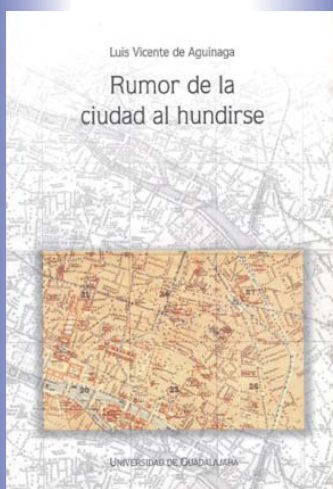 Luis Vicente de Aguinaga
Rumor de la
ciudad al hundirse
UNIVERSIDAD DE GUADALAJARA